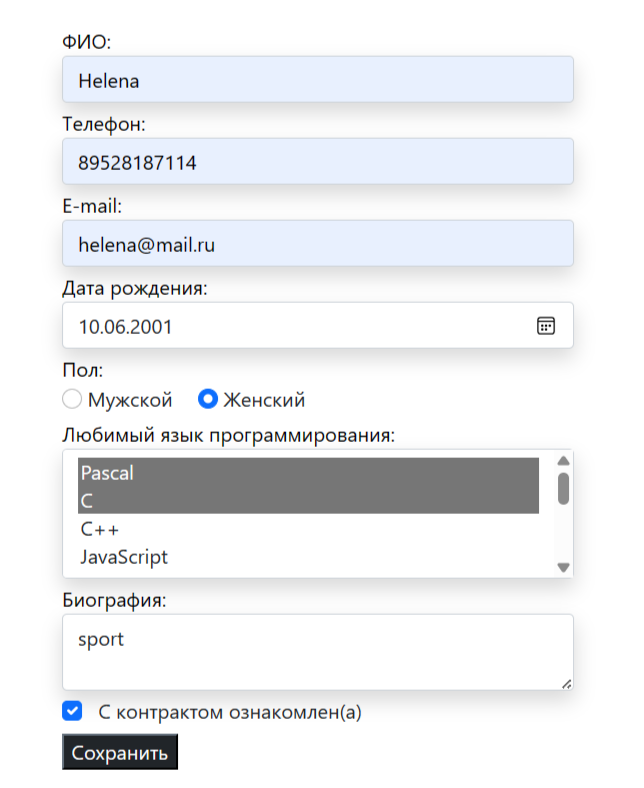 ФИО:
Helena
Телефон:
89528187114
E-mail:
helena@mail.ru
Дата рождения:
10.06.2001
Пол:
Мужской Женский
Любимый язык программирования:
Pascal
C
C++
JavaScript
Биография:
sport
С контрактом ознакомлен(а)
Сохранить